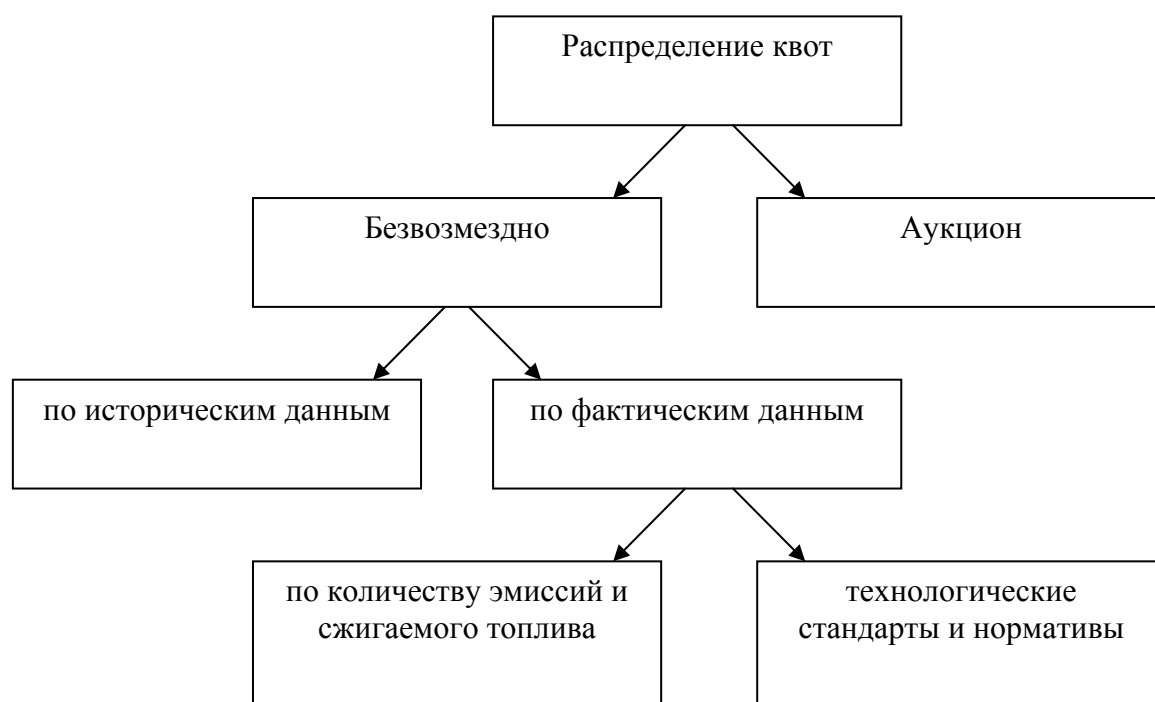 Распределение квот
Безвозмездно
Аукцион
по историческим данным
по фактическим данным
по количеству эмиссий и
сжигаемого топлива
технологические
стандарты и нормативы